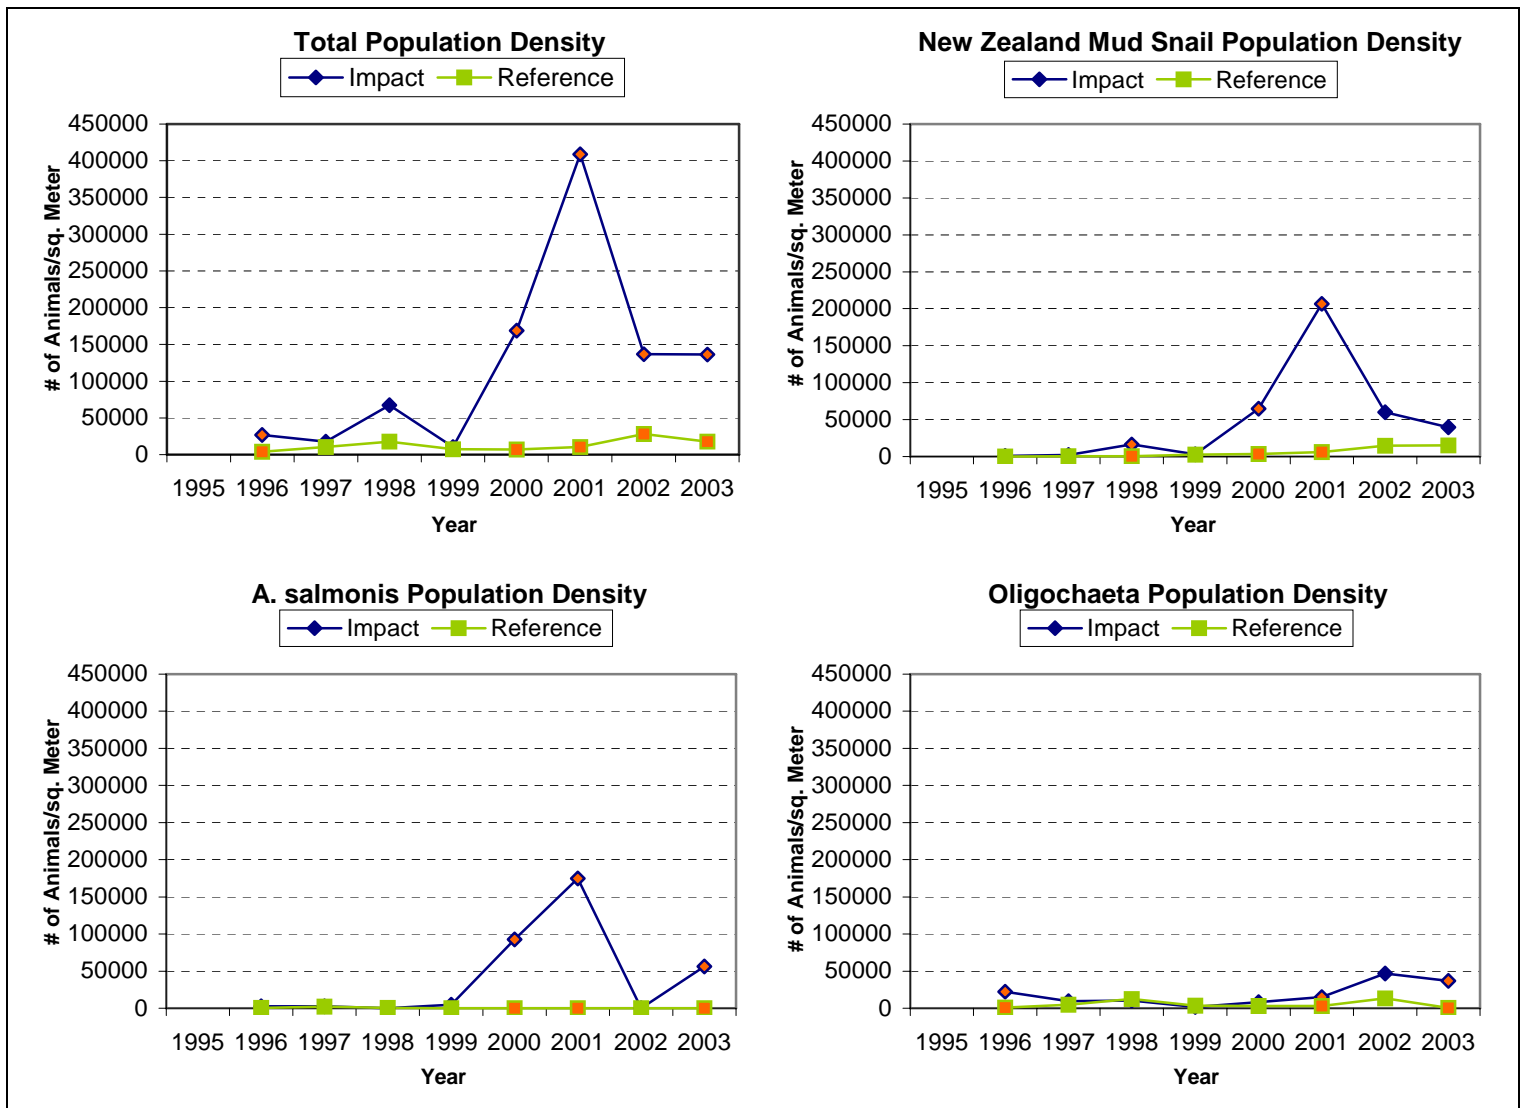 Total Population Density
Impact Reference
450000
400000
350000
300000
250000
200000
150000
100000
50000
0
# of Animals/sq. Meter
1995 1996 1997 1998 1999 2000 2001 2002 2003
Year
New Zealand Mud Snail Population Density
Impact Reference
450000
400000
350000
300000
250000
200000
150000
100000
50000
0
# of Animals/sq. Meter
1995 1996 1997 1998 1999 2000 2001 2002 2003
Year
A. salmonis Population Density
Impact Reference
450000
400000
350000
300000
250000
200000
150000
100000
50000
0
# of Animals/sq. Meter
1995 1996 1997 1998 1999 2000 2001 2002 2003
Year
Oligochaeta Population Density
Impact Reference
450000
400000
350000
300000
250000
200000
150000
100000
50000
0
# of Animals/sq. Meter
1995 1996 1997 1998 1999 2000 2001 2002 2003
Year